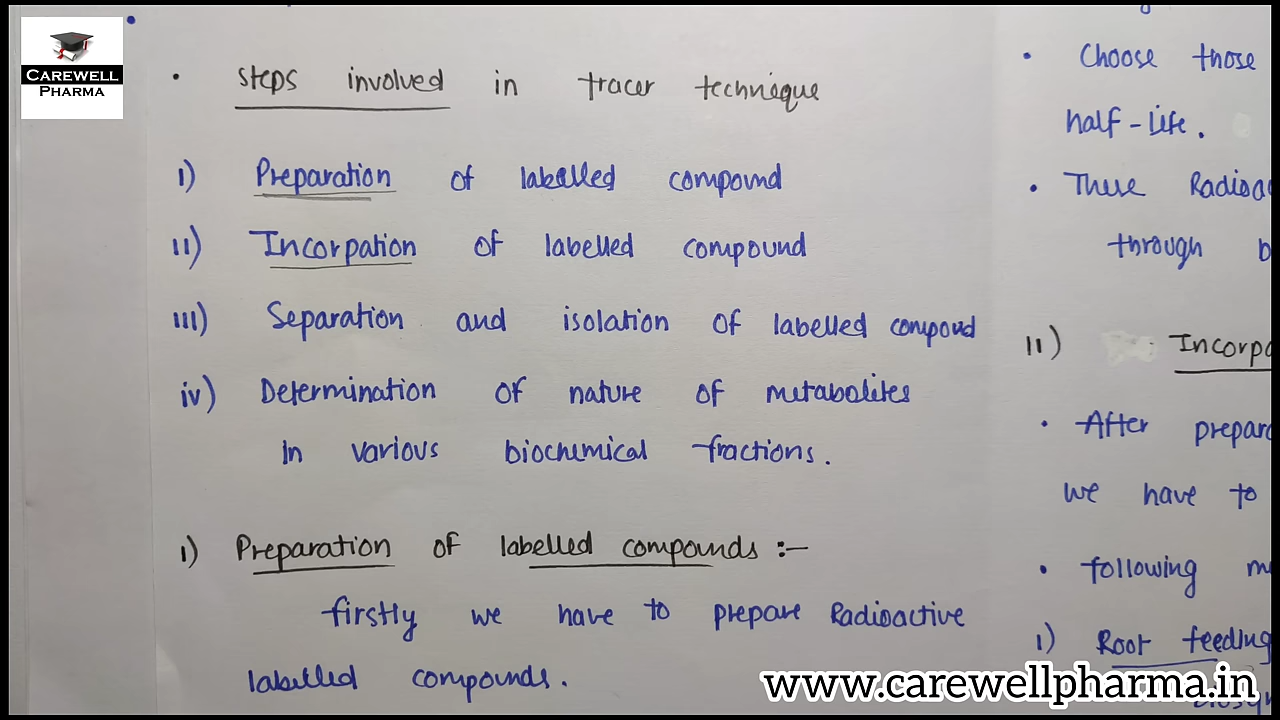 CAREWELL
PHARMA
• steps involved in tracer technique
I) Preparation of labelled compound
II) Incorpation of labelled compound
III) Separation and isolation of labelled compound
iv) Determination of nature of metabolites
in various biochemical fractions.
1) Preparation of labelled compounds :-
firstly we have to prepare Radioactive
labelled compounds.
• Choose those
half-life.
• These
through
II)
• After
we have to
• following
1) Root feeding
www.carewellpharma.in